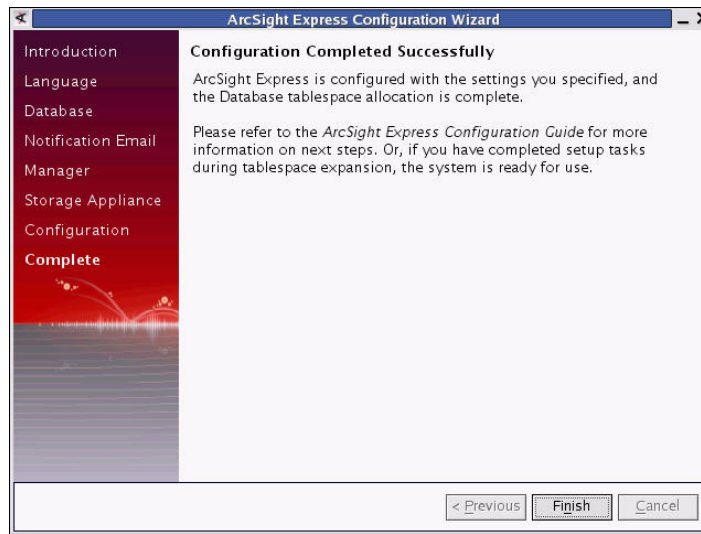 ArcSight Express Configuration Wizard
Introduction
Language
Database
Notification Email
Manager
Storage Appliance
Configuration
Complete
Configuration Completed Successfully
ArcSight Express is configured with the settings you specified, and
the Database tablespace allocation is complete.
Please refer to the ArcSight Express Configuration Guide for more
information on next steps. Or, if you have completed setup tasks
during tablespace expansion, the system is ready for use.
< Previous
Finish
Cancel